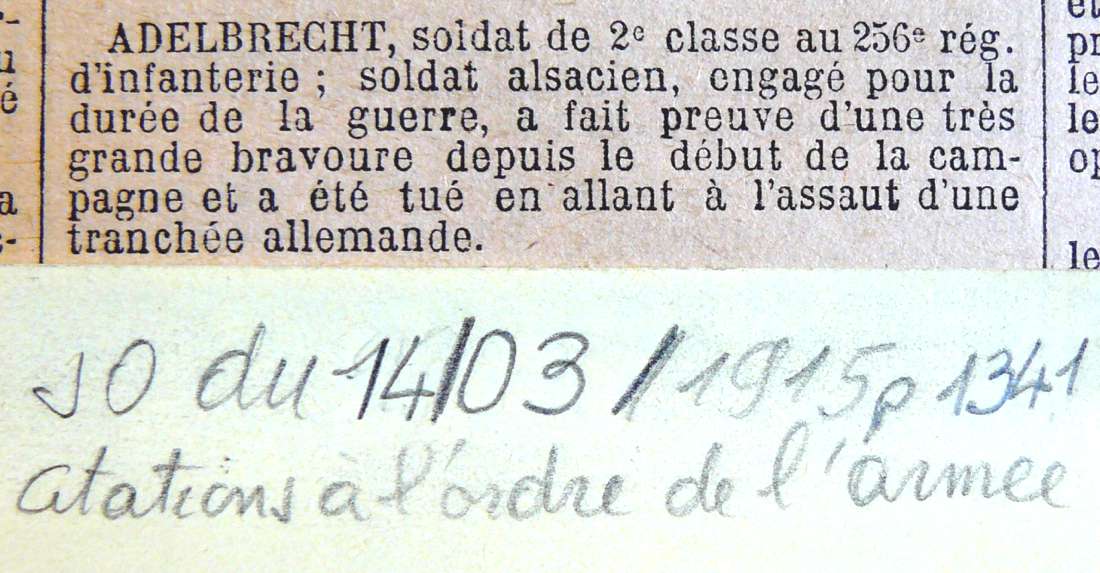 ADELBRECHT, soldat de 2e classe au 256e rég.
d'infanterie ; soldat alsacien, engagé pour la
durée de la guerre, a fait preuve d'une très
grande bravoure depuis le début de la cam-
pagne et a été tué en allant à l'assaut d'une
tranchée allemande.
JO du 14/03/1915 p 1341
Citations à l'ordre de l'armee